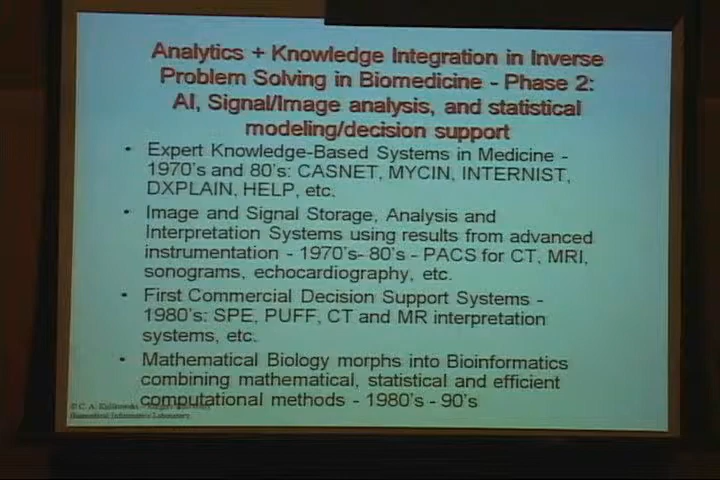 Analytics + Knowledge Integration in Inverse
Problem Solving in Biomedicine - Phase 2:
AI, Signal/Image analysis, and statistical
modeling/decision support
• Expert Knowledge-Based Systems in Medicine -
1970's and 80's: CASNET, MYCIN, INTERNIST,
DXPLAIN, HELP, etc.
• Image and Signal Storage, Analysis and
Interpretation Systems using results from advanced
instrumentation - 1970's- 80's - PACS for CT, MRI,
sonograms, echocardiography, etc.
• First Commercial Decision Support Systems -
1980's: SPE, PUFF, CT and MR interpretation
systems, etc.
• Mathematical Biology morphs into Bioinformatics
combining mathematical, statistical and efficient
computational methods - 1980's - 90's
© C. A. Kulikowski -
Biomedical Informatics Laboratory